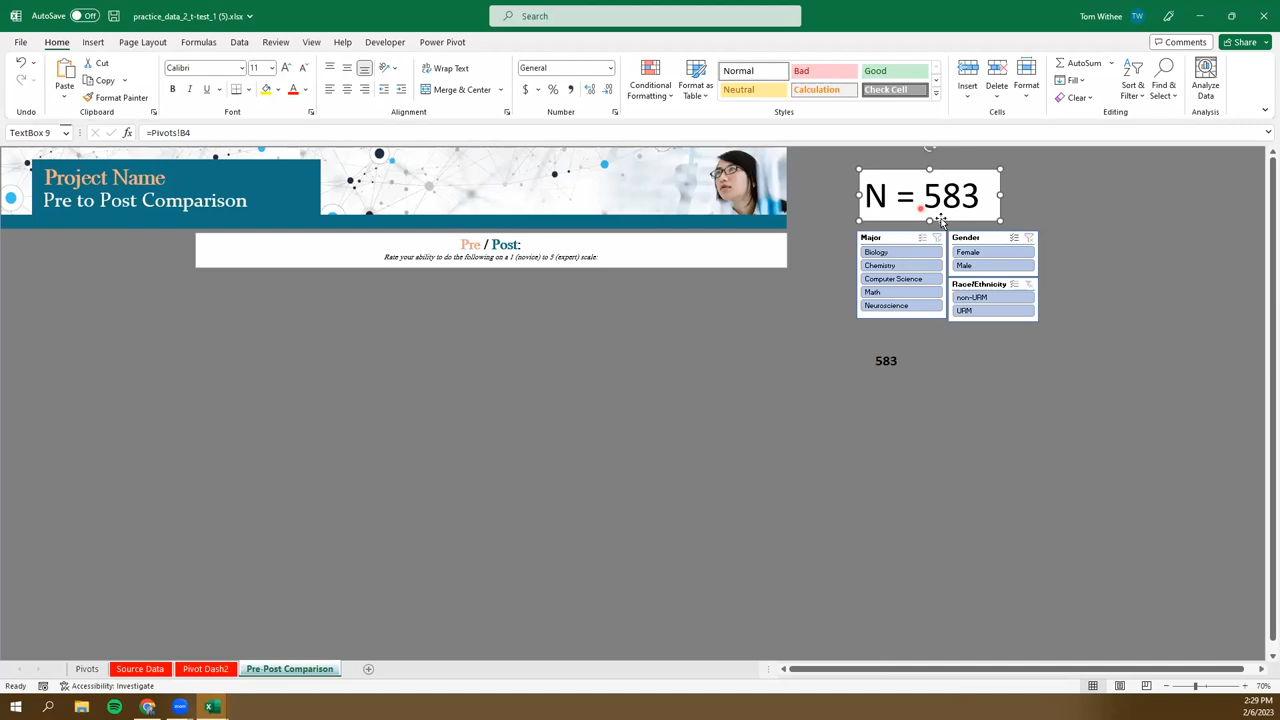 AutoSave Off practice_data_2_t-test_1 (5).xlsx Search Tom Withee TW
File Home Insert Page Layout Formulas Data Review View Help Developer Power Pivot Comments Share
Paste Cut Copy Format Painter
Calibri 11 A A B I U A
Wrap Text Merge & Center
General $ % ,
Conditional Formatting Format as Table
Normal Bad Good
Neutral Calculation Check Cell
Insert Delete Format
AutoSum Fill Clear Sort & Filter Find & Select Analyze Data
Undo Clipboard Font Alignment Number Styles Cells Editing Analysis
TextBox 9 fx =Pivots!B4
Project Name
Pre to Post Comparison
Pre / Post:
Rate your ability to do the following on a 1 (novice) to 5 (expert) scale:
N = 583
Major
Biology
Chemistry
Computer Science
Math
Neuroscience
Gender
Female
Male
Race/Ethnicity
non-URM
URM
583
Pivots Source Data Pivot Dash2 Pre-Post Comparison
Ready Accessibility: Investigate 70%
2:29 PM
2/6/2023